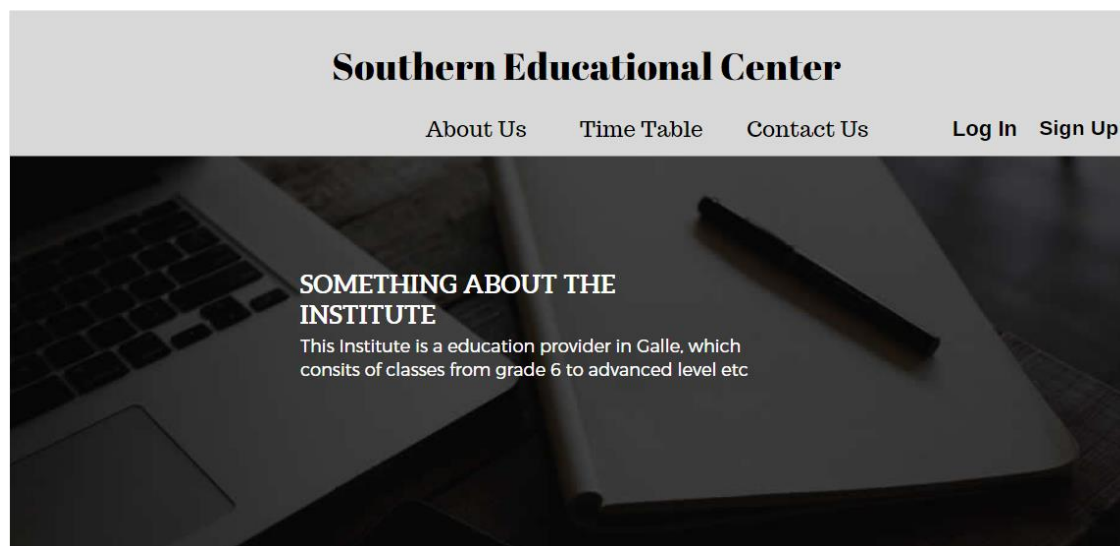 Southern Educational Center
About Us Time Table Contact Us Log In Sign Up
SOMETHING ABOUT THE
INSTITUTE
This Institute is a education provider in Galle, which
consits of classes from grade 6 to advanced level etc